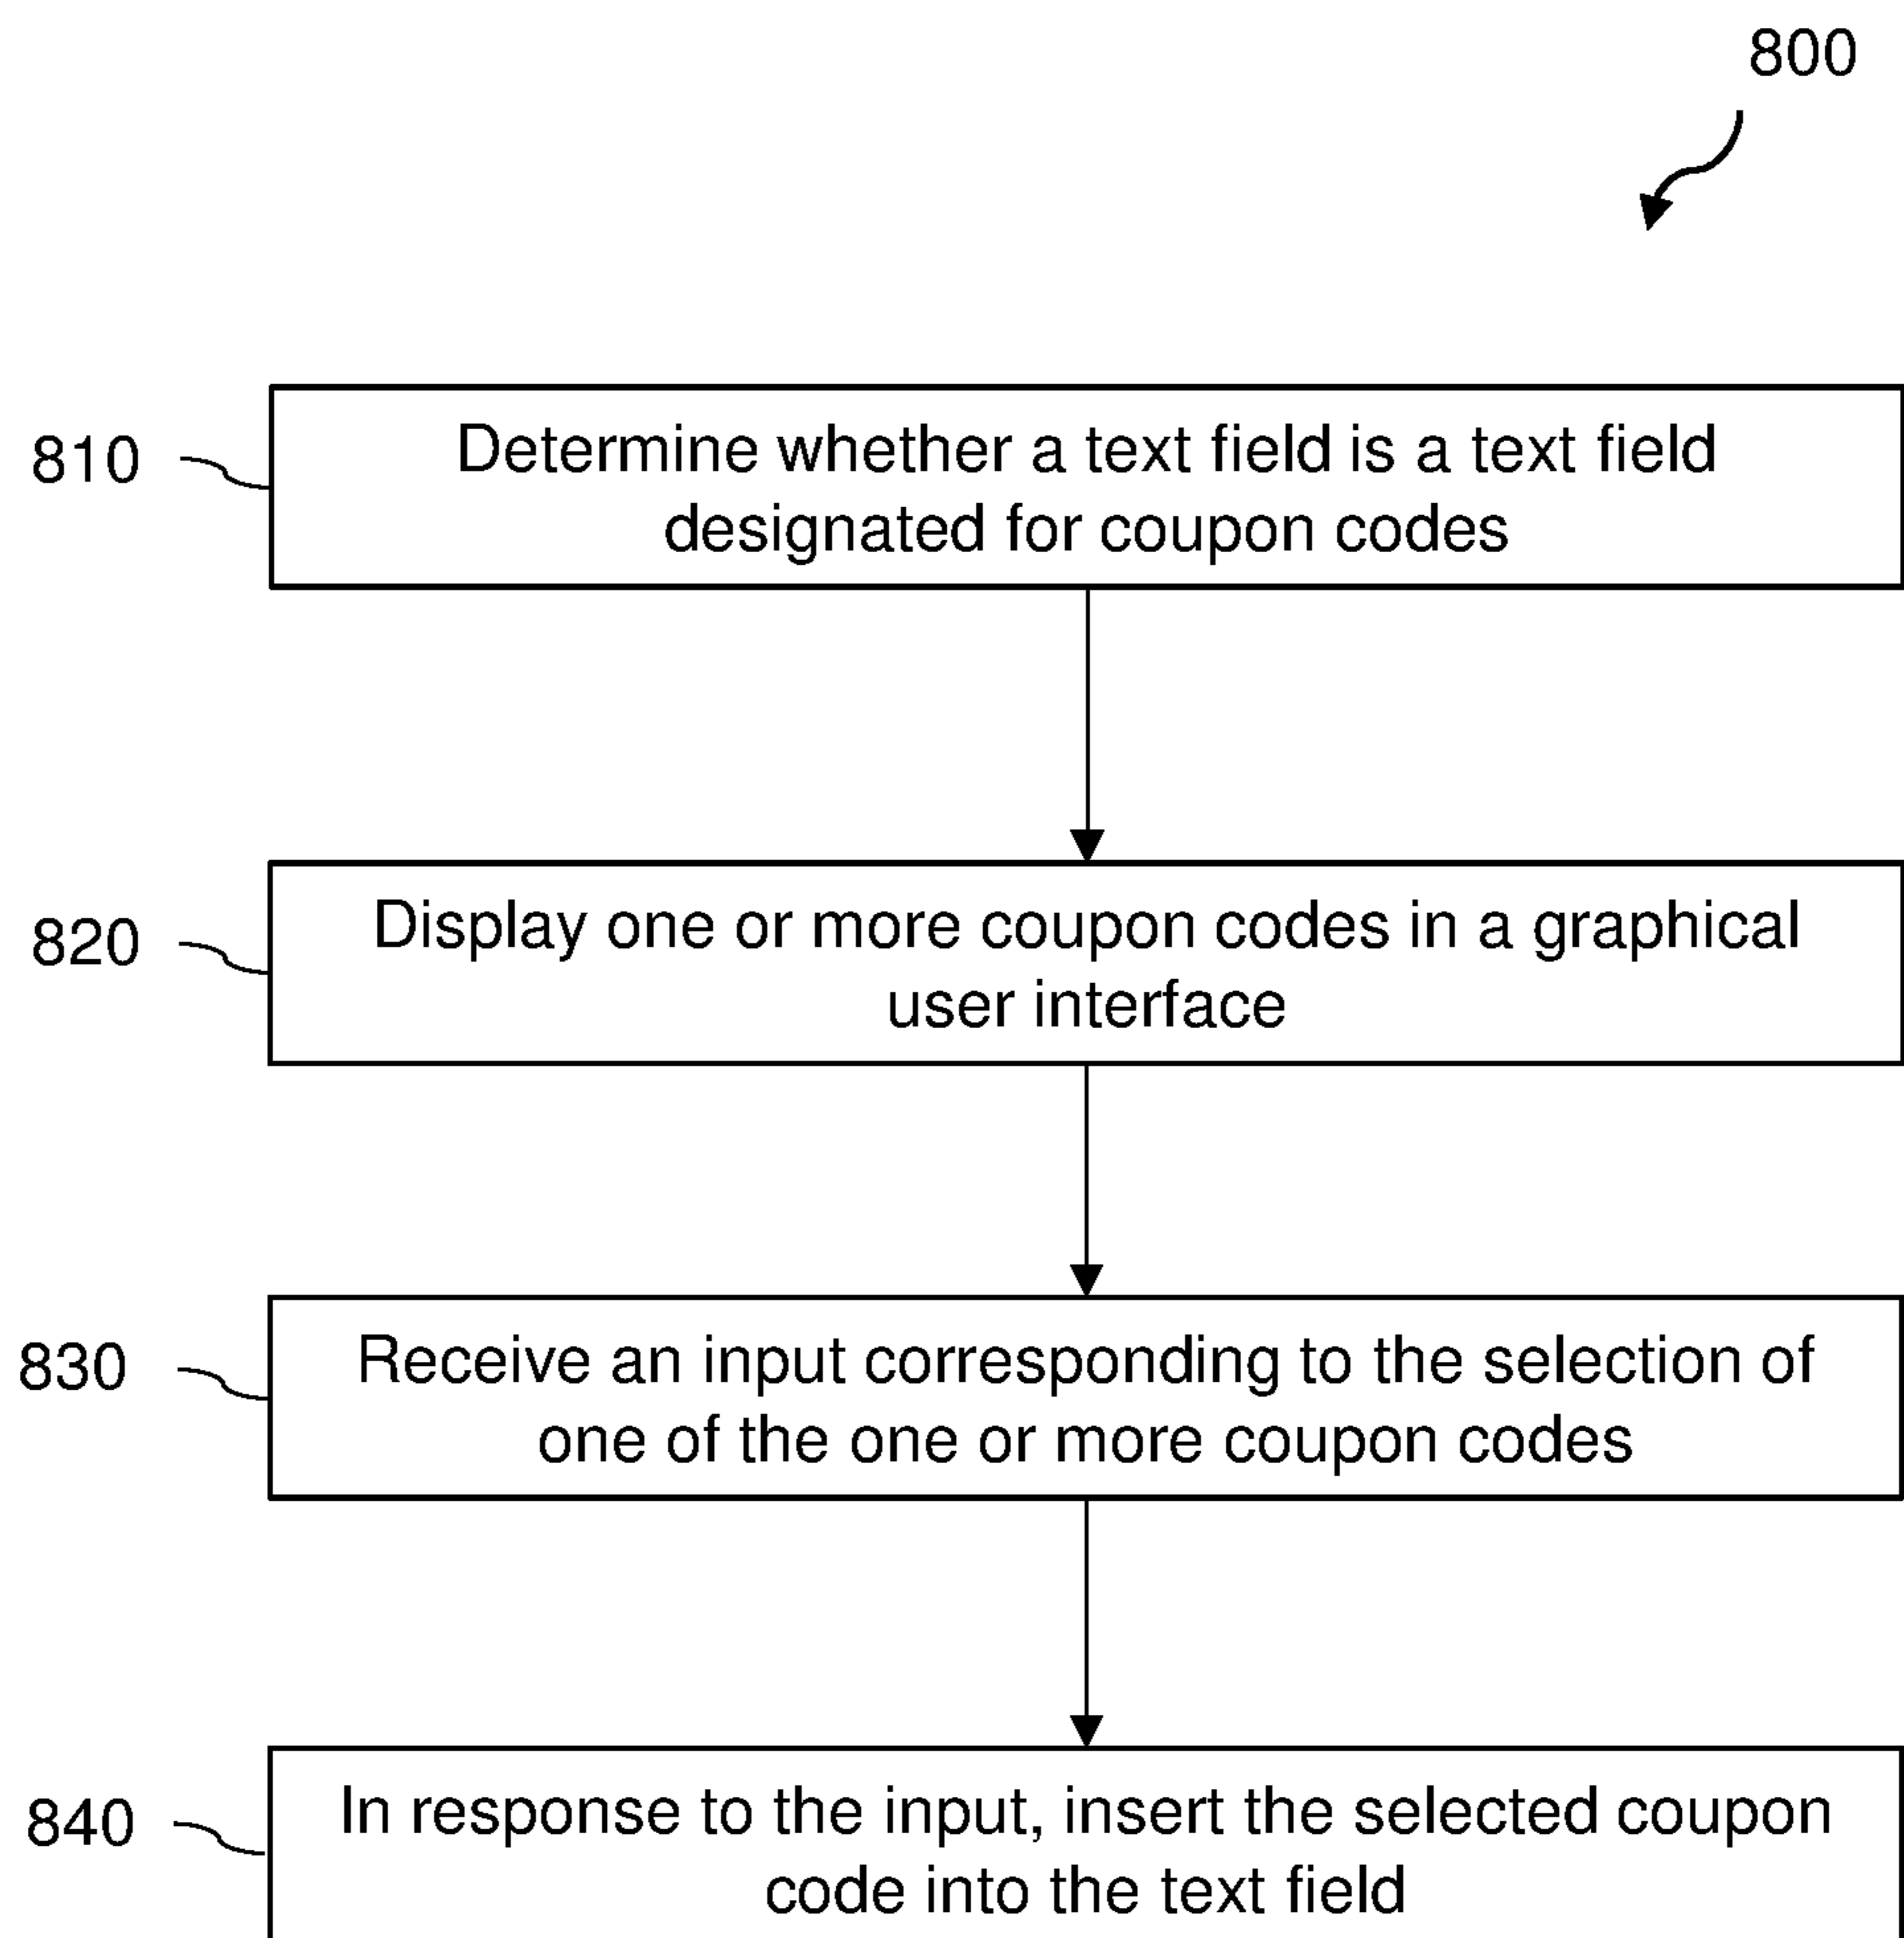 800
810
Determine whether a text field is a text field
designated for coupon codes
820
Display one or more coupon codes in a graphical
user interface
830
Receive an input corresponding to the selection of
one of the one or more coupon codes
840
In response to the input, insert the selected coupon
code into the text field